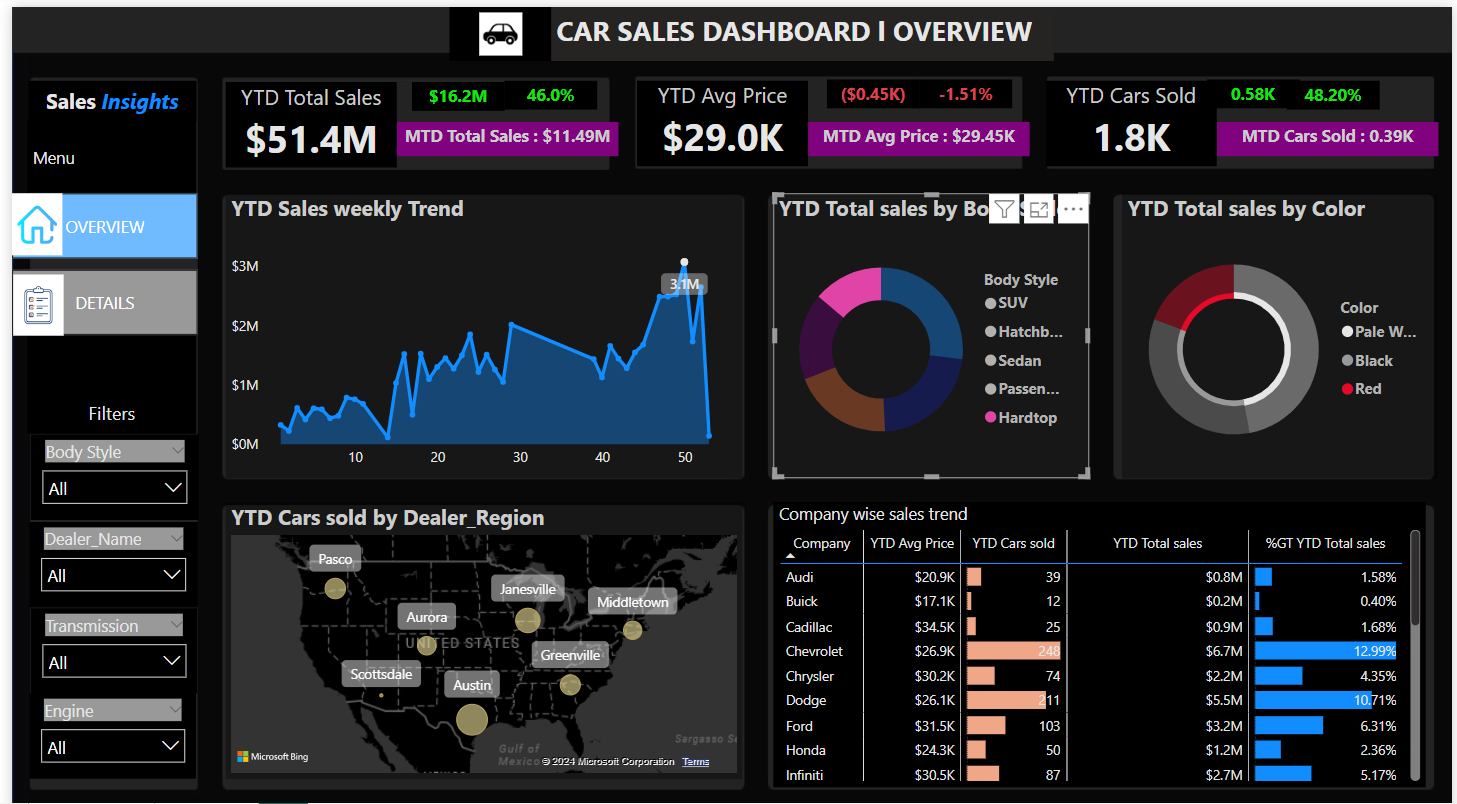 CAR SALES DASHBOARD l OVERVIEW
Sales Insights
Menu
OVERVIEW
DETAILS
Filters
Body Style
All
Dealer_Name
All
Transmission
All
Engine
All
YTD Total Sales
$16.2M 46.0%
$51.4M
MTD Total Sales : $11.49M
YTD Avg Price
($0.45K) -1.51%
$29.0K
MTD Avg Price : $29.45K
YTD Cars Sold
0.58K 48.20%
1.8K
MTD Cars Sold : 0.39K
YTD Sales weekly Trend
$3M
$2M
$1M
$0M
3.1M
10 20 30 40 50
YTD Total sales by Bo
Body Style
SUV
Hatchb...
Sedan
Passen...
Hardtop
YTD Total sales by Color
Color
Pale W...
Black
Red
YTD Cars sold by Dealer_Region
Pasco
Janesville
Middletown
Aurora
UNITED STATES
Greenville
Scottsdale
Austin
Gulf of
Mexico
Sargasso Se
MEXICO
Microsoft Bing
© 2024 Microsoft Corporation Terms
Company wise sales trend
Company YTD Avg Price YTD Cars sold YTD Total sales %GT YTD Total sales
Audi $20.9K 39 $0.8M 1.58%
Buick $17.1K 12 $0.2M 0.40%
Cadillac $34.5K 25 $0.9M 1.68%
Chevrolet $26.9K 248 $6.7M 12.99%
Chrysler $30.2K 74 $2.2M 4.35%
Dodge $26.1K 211 $5.5M 10.71%
Ford $31.5K 103 $3.2M 6.31%
Honda $24.3K 50 $1.2M 2.36%
Infiniti $30.5K 87 $2.7M 5.17%